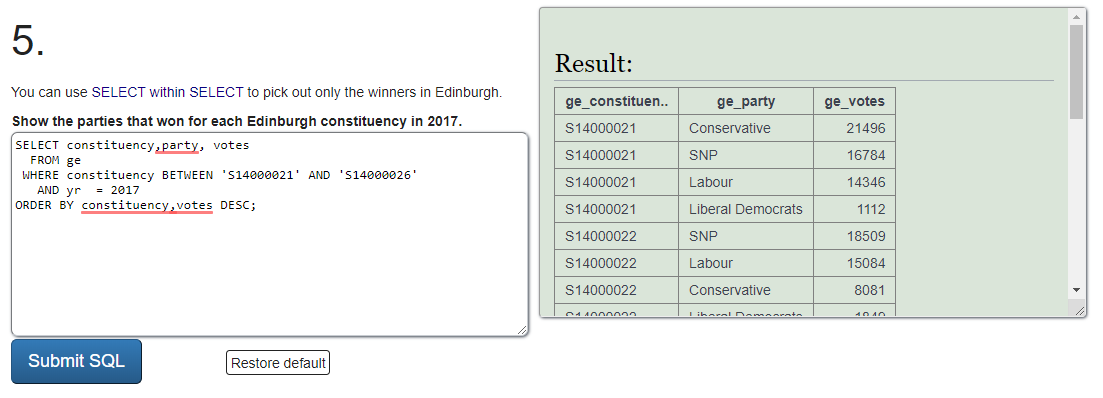 5.
You can use SELECT within SELECT to pick out only the winners in Edinburgh.
Show the parties that won for each Edinburgh constituency in 2017.
SELECT constituency,party, votes
FROM ge
WHERE constituency BETWEEN 'S14000021' AND 'S14000026'
AND yr = 2017
ORDER BY constituency,votes DESC;
Submit SQL
Restore default
Result:
ge_constituen.. ge_party ge_votes
S14000021 Conservative 21496
S14000021 SNP 16784
S14000021 Labour 14346
S14000021 Liberal Democrats 1112
S14000022 SNP 18509
S14000022 Labour 15084
S14000022 Conservative 8081
S14000022 Liberal Democrats 1849